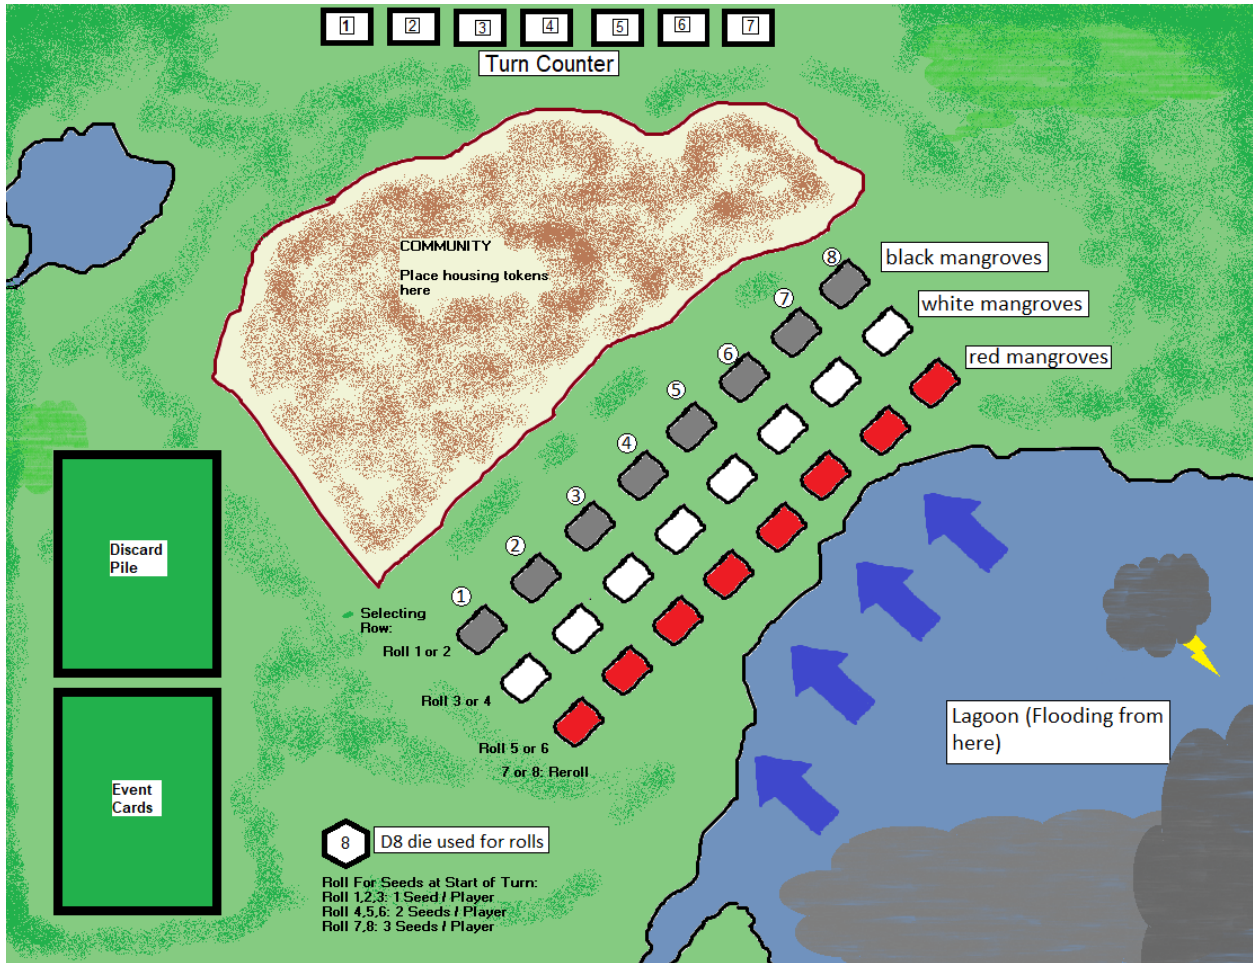 1 2 3 4 5 6 7
Turn Counter
COMMUNITY
Place housing tokens
here
8 black mangroves
7 white mangroves
6 red mangroves
5
4
3
2
1
Selecting
Row:
Roll 1 or 2
Roll 3 or 4
Roll 5 or 6
7 or 8: Reroll
Discard
Pile
Event
Cards
Lagoon (Flooding from
here)
8 D8 die used for rolls
Roll For Seeds at Start of Turn:
Roll 1,2,3: 1 Seed / Player
Roll 4,5,6: 2 Seeds / Player
Roll 7,8: 3 Seeds / Player